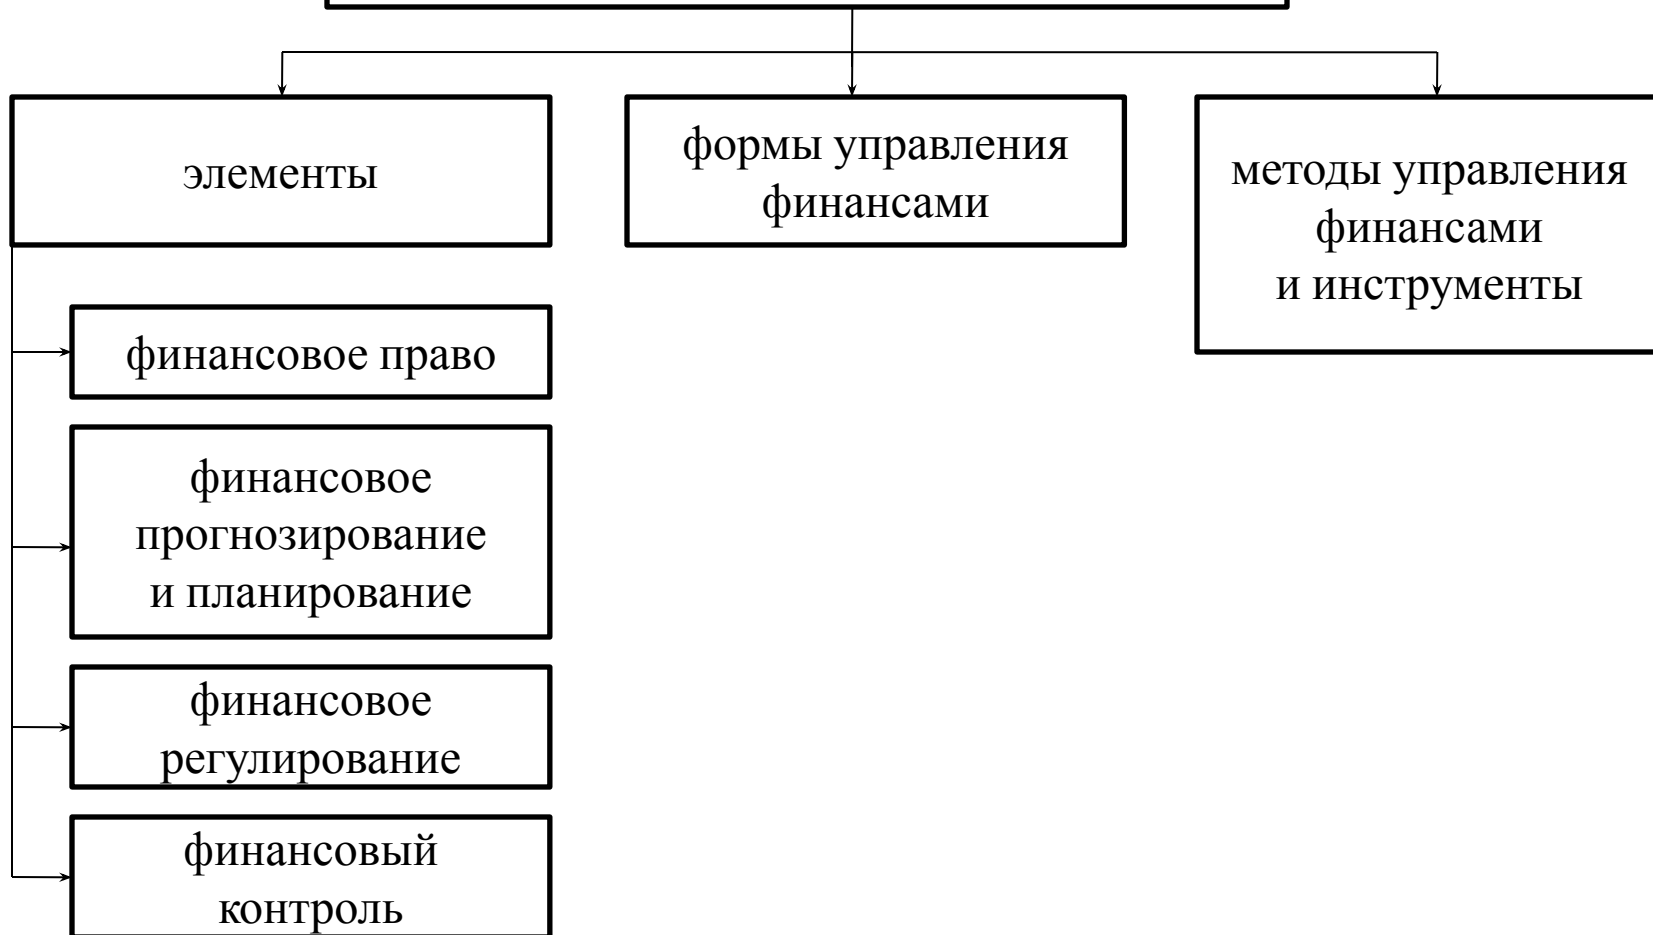 элементы
формы управления
финансами
методы управления
финансами
и инструменты
финансовое право
финансовое
прогнозирование
и планирование
финансовое
регулирование
финансовый
контроль